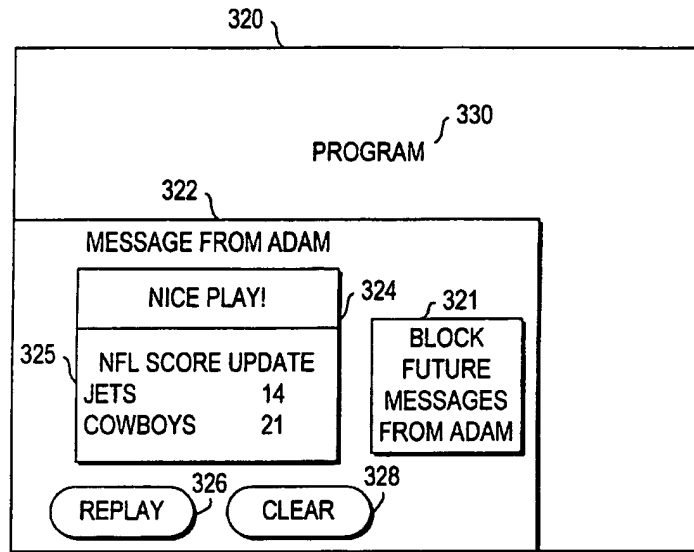 320
330
PROGRAM
322
MESSAGE FROM ADAM
NICE PLAY!
324
321
325
NFL SCORE UPDATE
JETS 14
COWBOYS 21
BLOCK
FUTURE
MESSAGES
FROM ADAM
REPLAY
326
CLEAR
328